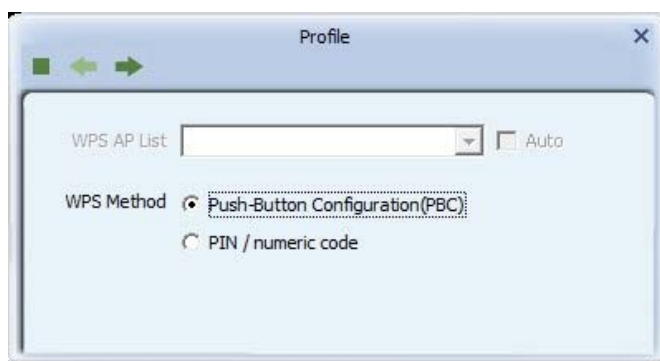 Profile
WPS AP List Auto
WPS Method Push-Button Configuration(PBC)
PIN / numeric code